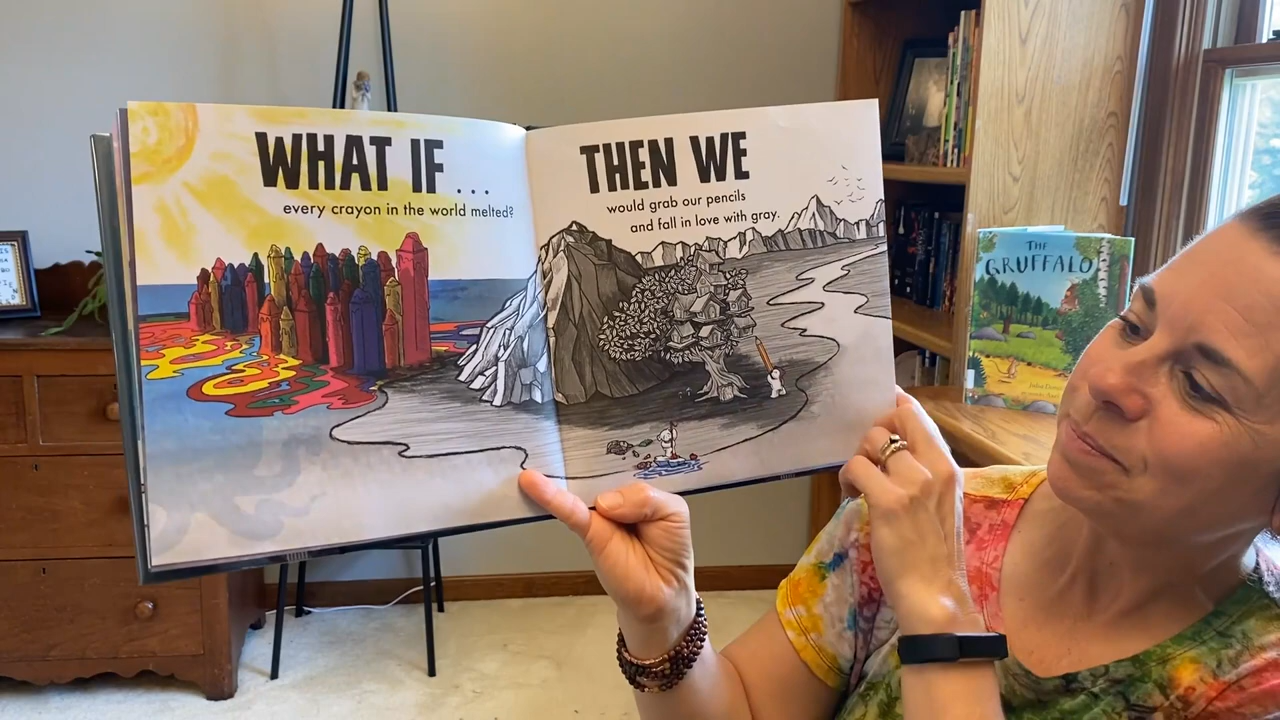 WHAT IF...
every crayon in the world melted?
THEN WE
would grab our pencils
and fall in love with gray.
THE
GRUFFALO
Julia